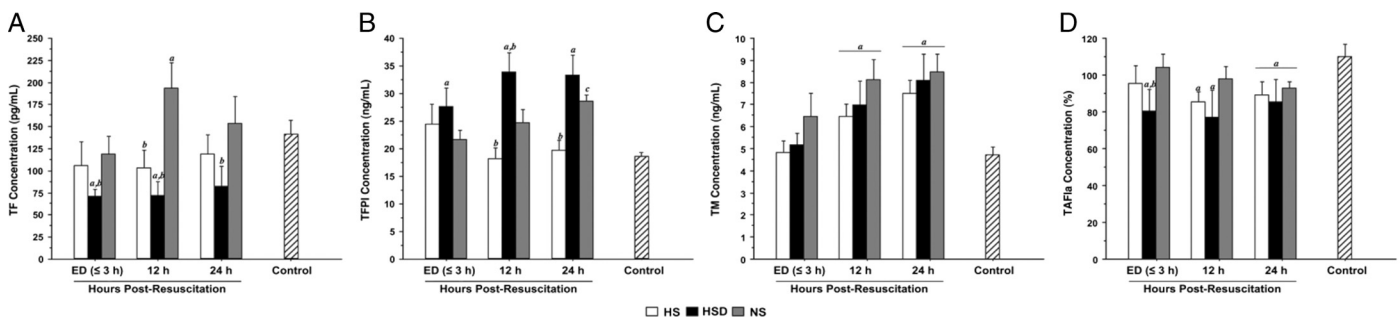 A
TF Concentration (pg/mL)
250
225
200
175
150
125
100
75
50
25
0
a,b
b
a,b
a
b
ED (≤ 3 h) 12 h 24 h Control
Hours Post-Resuscitation
B
TFPI Concentration (ng/mL)
40
35
30
25
20
15
10
5
0
a
b
a,b
b
a
c
ED (≤ 3 h) 12 h 24 h Control
Hours Post-Resuscitation
C
TM Concentration (ng/mL)
10
9
8
7
6
5
4
3
2
1
0
a
a
ED (≤ 3 h) 12 h 24 h Control
Hours Post-Resuscitation
D
TAFIa Concentration (%)
120
100
80
60
40
20
0
a,b
a
a
a
ED (≤ 3 h) 12 h 24 h Control
Hours Post-Resuscitation
HS HSD NS